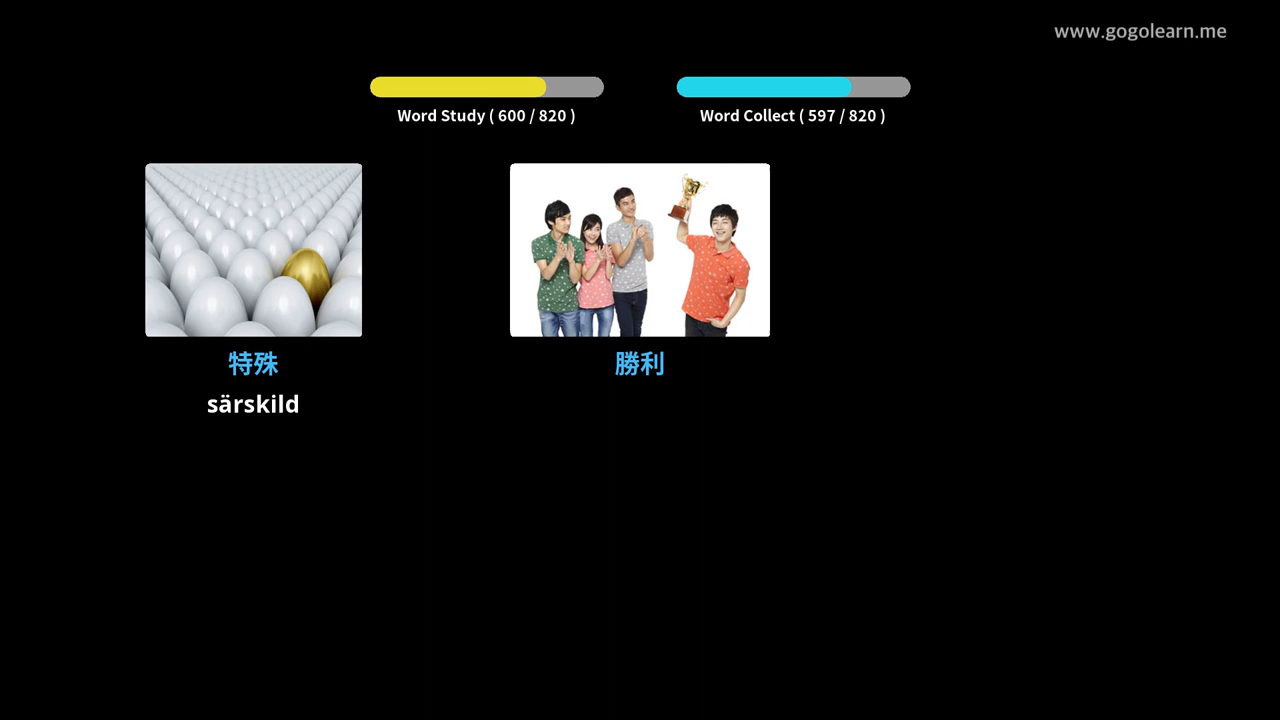 www.gogolearn.me
Word Study ( 600 / 820 )
Word Collect ( 597 / 820 )
特殊
särskild
勝利